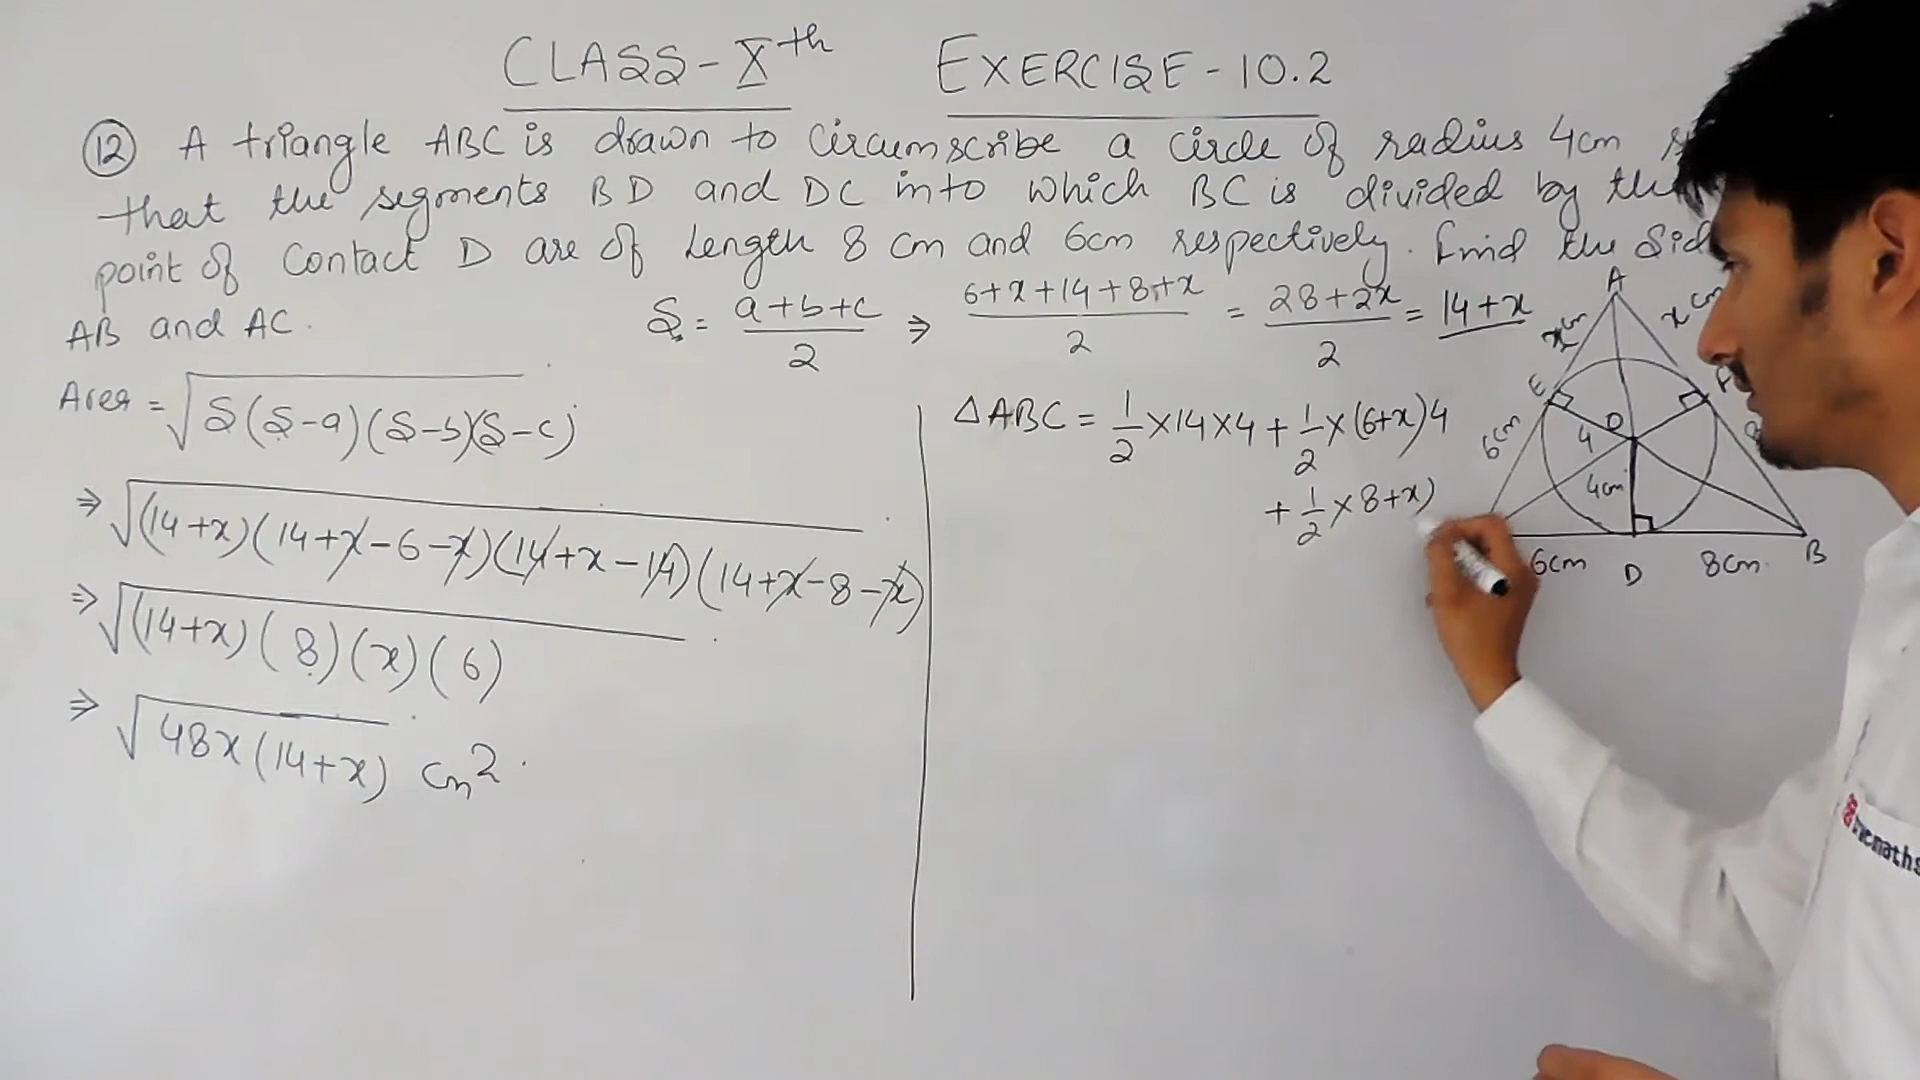 CLASS-Xth EXERCISE-10.2
12 A triangle ABC is drawn to circumscribe a circle of radius 4cm
that the segments BD and DC into which BC is divided by the
point of Contact D are of length 8 cm and 6cm respectively. Find the Sid
AB and AC.
S = a+b+c/2 ⇒ 6+x+14+8+x/2 = 28+2x/2 = 14+x
Area = √S(S-a)(S-b)(S-c)
⇒ √(14+x)(14+x-6-x)(14+x-14)(14+x-8-x)
⇒ √(14+x)(8)(x)(6)
⇒ √48x(14+x) cm2
△ABC = 1/2×14×4+1/2×(6+x)4
+1/2×8+x)
A
x cm
x cm
E
F
6cm
8
4
O
4cm
6cm D 8cm B